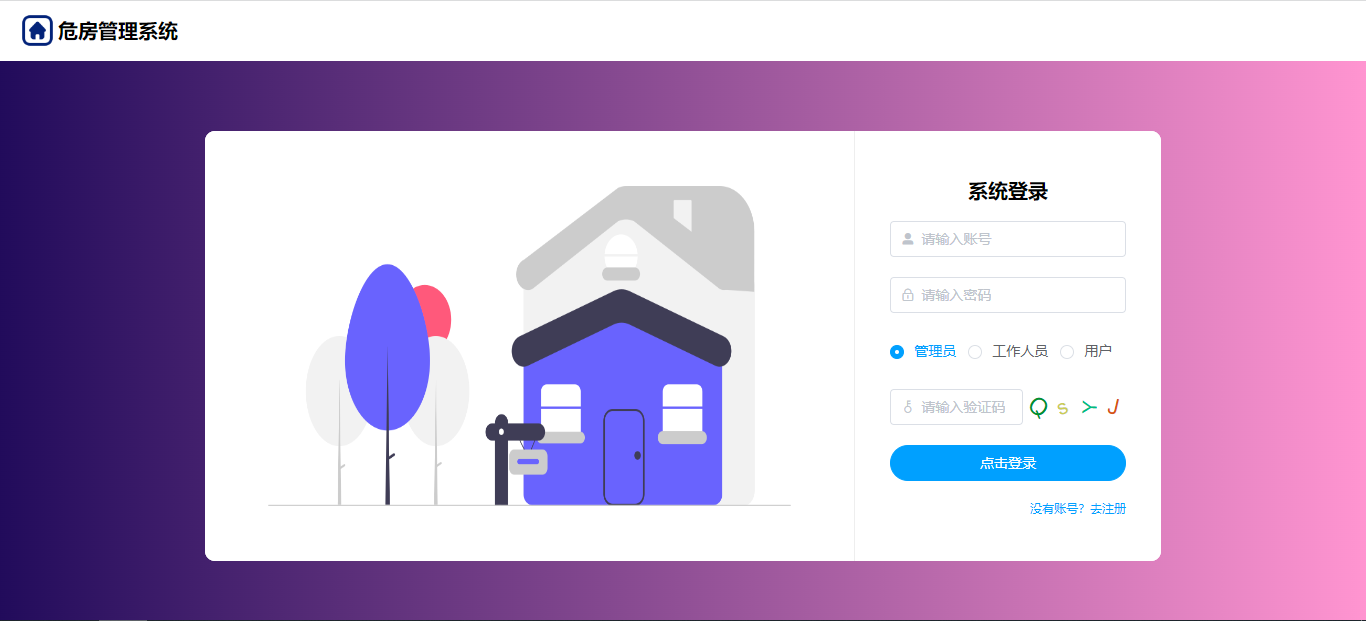 危房管理系统
系统登录
请输入账号
请输入密码
管理员 工作人员 用户
请输入验证码
点击登录
没有账号？去注册